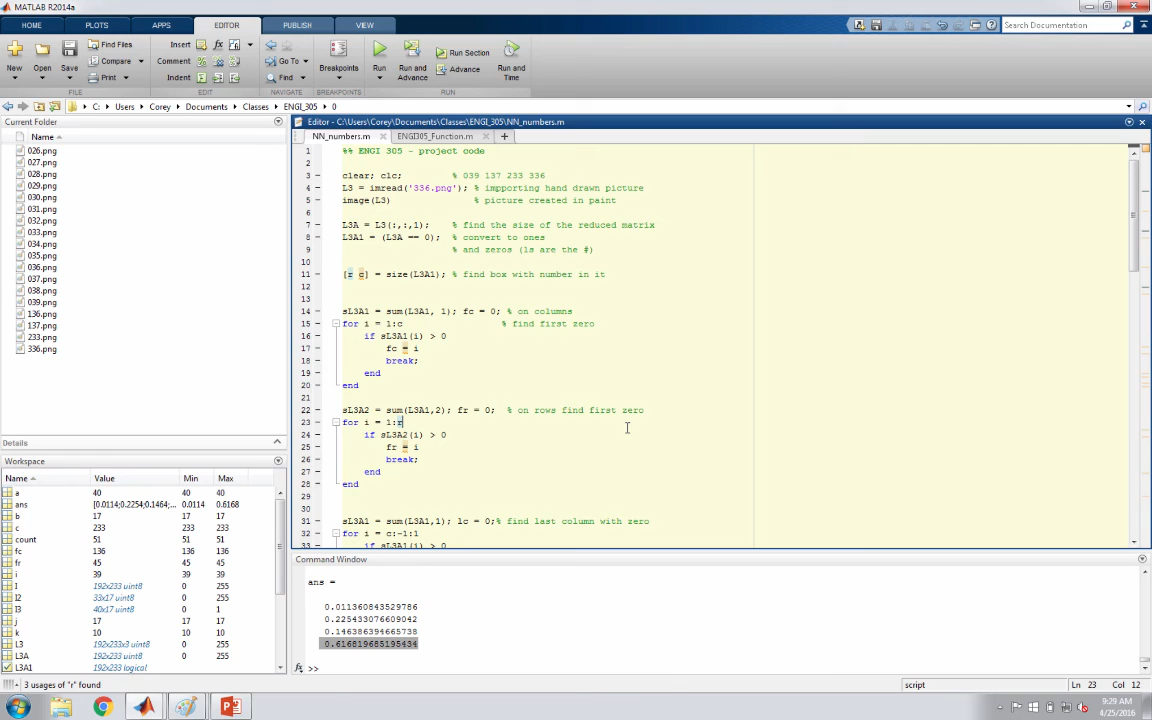 MATLAB R2014a
HOME
PLOTS
APPS
EDITOR
PUBLISH
VIEW
Search Documentation
New
Open
Save
Find Files
Compare
Print
FILE
Insert
fx
Comment
%
Indent
EDIT
Go To
Find
NAVIGATE
Breakpoints
BREAKPOINTS
Run
Run and Advance
Run Section
Advance
Run and Time
RUN
C: Users Corey Documents Classes ENGI_305 0
Current Folder
Name
026.png
027.png
028.png
029.png
030.png
031.png
032.png
033.png
034.png
035.png
036.png
037.png
038.png
039.png
136.png
137.png
233.png
336.png
Details
Workspace
Name Value Min Max
a 40 40 40
ans [0.0114;0.2254;0.1464;... 0.0114 0.6168
b 17 17 17
c 233 233 233
count 51 51 51
fc 136 136 136
fr 45 45 45
i 39 39 39
I 192x233 uint8 0 255
I2 33x17 uint8 0 255
I3 40x17 uint8 0 1
j 17 17 17
k 10 10 10
L3 192x233x3 uint8 0 255
L3A 192x233 uint8 0 255
L3A1 192x233 logical
Editor - C:\Users\Corey\Documents\Classes\ENGI_305\NN_numbers.m
NN_numbers.m
ENGI305_Function.m
1 %% ENGI 305 - project code
2
3 clear; clc; % 039 137 233 336
4 L3 = imread('336.png'); % impporting hand drawn picture
5 image(L3) % picture created in paint
6
7 L3A = L3(:,:,1); % find the size of the reduced matrix
8 L3A1 = (L3A == 0); % convert to ones
9 % and zeros (1s are the #)
10
11 [r c] = size(L3A1); % find box with number in it
12
13
14 sL3A1 = sum(L3A1, 1); fc = 0; % on columns
15 for i = 1:c % find first zero
16 if sL3A1(i) > 0
17 fc = i
18 break;
19 end
20 end
21
22 sL3A2 = sum(L3A1,2); fr = 0; % on rows find first zero
23 for i = 1:r
24 if sL3A2(i) > 0
25 fr = i
26 break;
27 end
28 end
29
30
31 sL3A1 = sum(L3A1,1); lc = 0;% find last column with zero
32 for i = c:-1:1
33 if sL3A1(i) > 0
Command Window
ans =
0.011360843529786
0.225433076609042
0.146386394665738
0.616819685195434
fx >>
3 usages of "r" found
script
Ln 23 Col 12
9:29 AM
4/25/2016